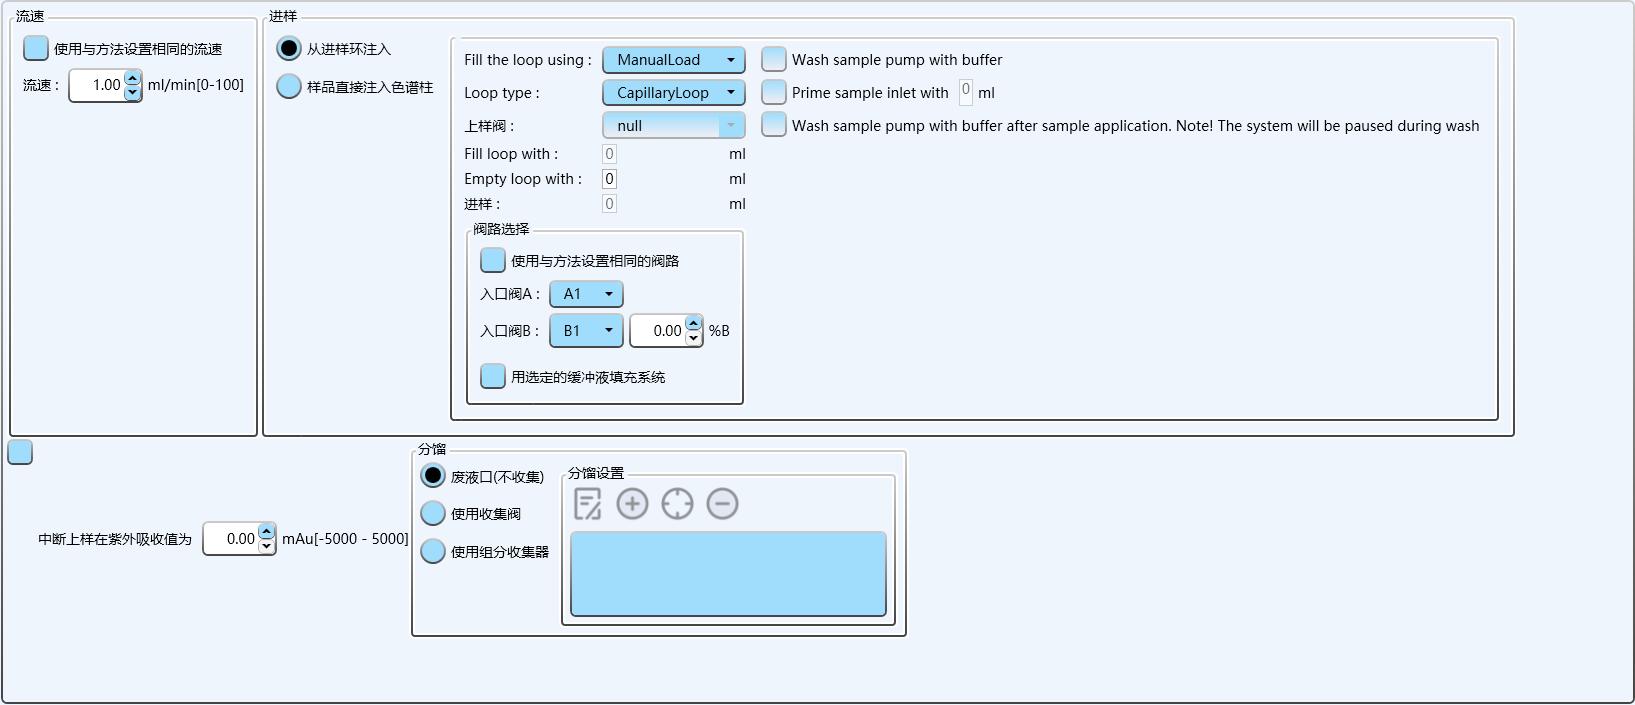 流速
使用与方法设置相同的流速
流速 : 1.00 ml/min[0-100]
进样
从进样环注入
样品直接注入色谱柱
Fill the loop using : ManualLoad Wash sample pump with buffer
Loop type : CapillaryLoop Prime sample inlet with 0 ml
上样阀 : null Wash sample pump with buffer after sample application. Note! The system will be paused during wash
Fill loop with : 0 ml
Empty loop with : 0 ml
进样 : 0 ml
阀路选择
使用与方法设置相同的阀路
入口阀A : A1
入口阀B : B1 0.00 %B
用选定的缓冲液填充系统
中断上样在紫外吸收值为 0.00 mAu[-5000 - 5000]
分馏
废液口(不收集)
使用收集阀
使用组分收集器
分馏设置